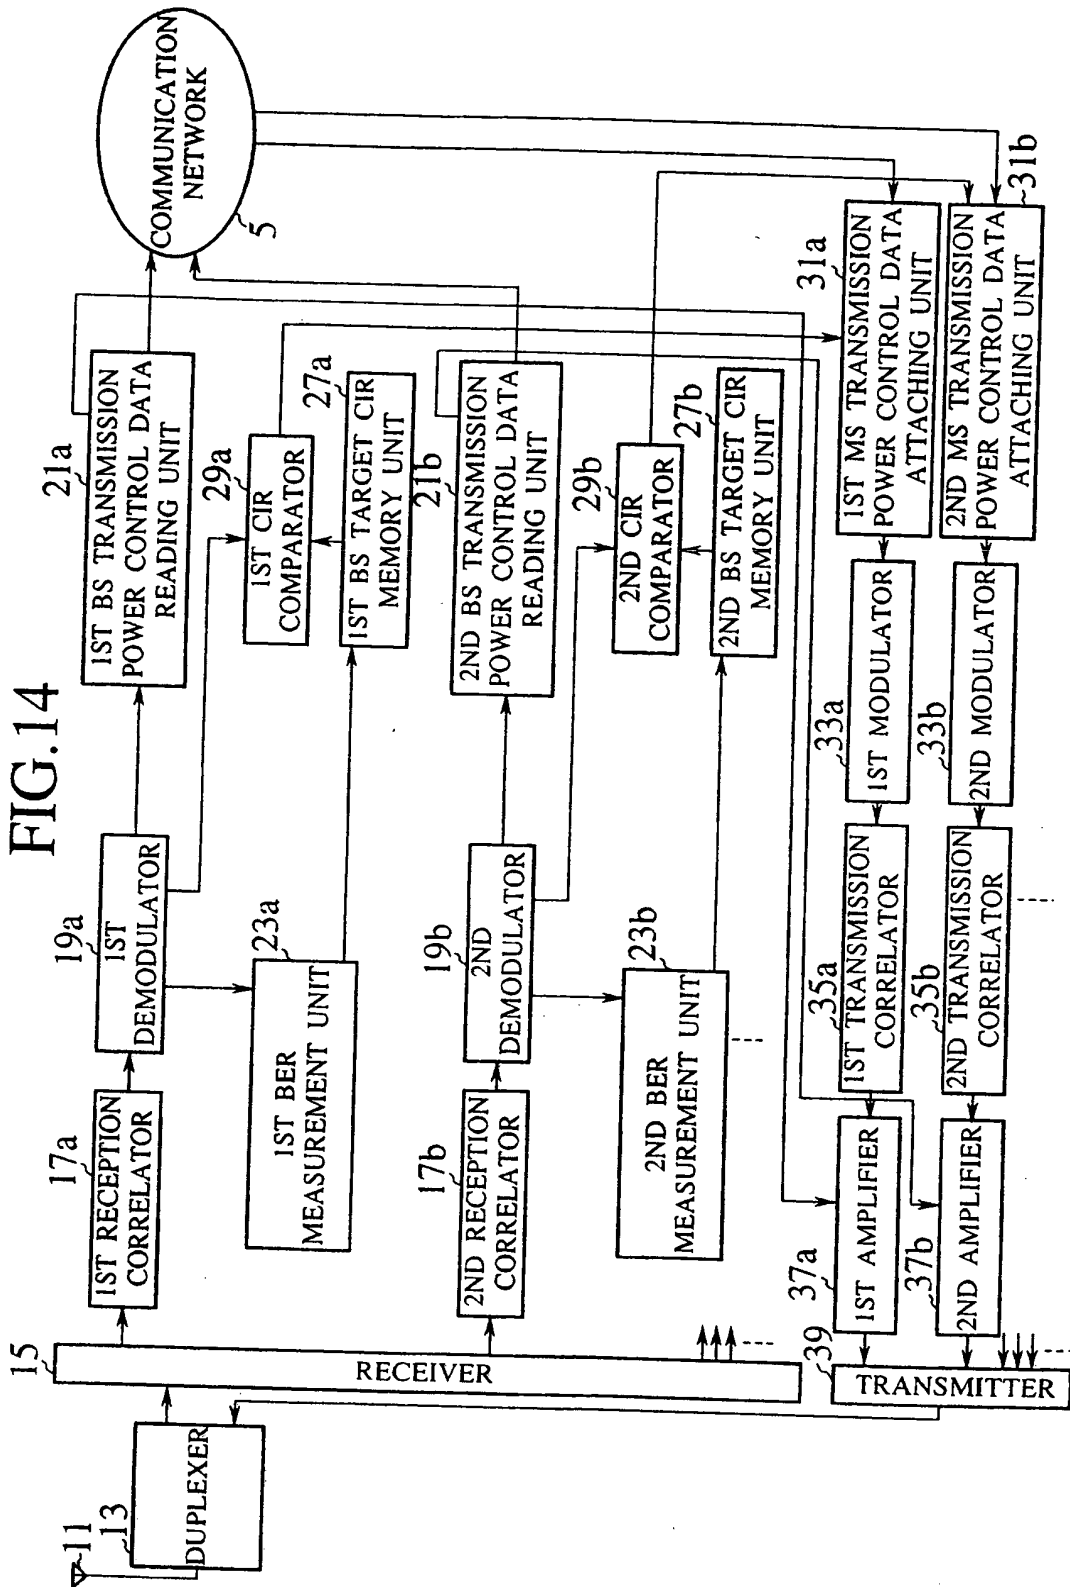 FIG.14
11
13
DUPLEXER
15
RECEIVER
17a
1ST RECEPTION
CORRELATOR
19a
1ST
DEMODULATOR
21a
1ST BS TRANSMISSION
POWER CONTROL DATA
READING UNIT
COMMUNICATION
NETWORK
5
23a
1ST BER
MEASUREMENT UNIT
29a
1ST CIR
COMPARATOR
27a
1ST BS TARGET CIR
MEMORY UNIT
17b
2ND RECEPTION
CORRELATOR
19b
2ND
DEMODULATOR
21b
2ND BS TRANSMISSION
POWER CONTROL DATA
READING UNIT
23b
2ND BER
MEASUREMENT UNIT
29b
2ND CIR
COMPARATOR
27b
2ND BS TARGET CIR
MEMORY UNIT
39
TRANSMITTER
37a
1ST AMPLIFIER
35a
1ST TRANSMISSION
CORRELATOR
33a
1ST MODULATOR
31a
1ST MS TRANSMISSION
POWER CONTROL DATA
ATTACHING UNIT
37b
2ND AMPLIFIER
35b
2ND TRANSMISSION
CORRELATOR
33b
2ND MODULATOR
31b
2ND MS TRANSMISSION
POWER CONTROL DATA
ATTACHING UNIT